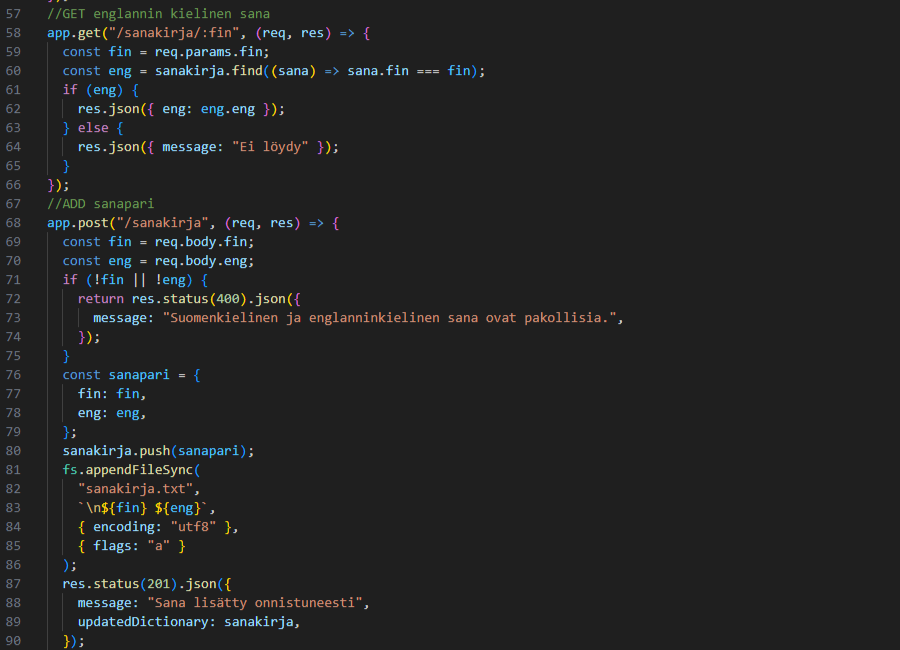 57 //GET englannin kielinen sana
58 app.get("/sanakirja/:fin", (req, res) => {
59   const fin = req.params.fin;
60   const eng = sanakirja.find((sana) => sana.fin === fin);
61   if (eng) {
62     res.json({ eng: eng.eng });
63   } else {
64     res.json({ message: "Ei löydy" });
65   }
66 });
67 //ADD sanapari
68 app.post("/sanakirja", (req, res) => {
69   const fin = req.body.fin;
70   const eng = req.body.eng;
71   if (!fin || !eng) {
72     return res.status(400).json({
73       message: "Suomenkielinen ja englanninkielinen sana ovat pakollisia.",
74     });
75   }
76   const sanapari = {
77     fin: fin,
78     eng: eng,
79   };
80   sanakirja.push(sanapari);
81   fs.appendFileSync(
82     "sanakirja.txt",
83     `\n${fin} ${eng}`,
84     { encoding: "utf8" },
85     { flags: "a" }
86   );
87   res.status(201).json({
88     message: "Sana lisätty onnistuneesti",
89     updatedDictionary: sanakirja,
90   });